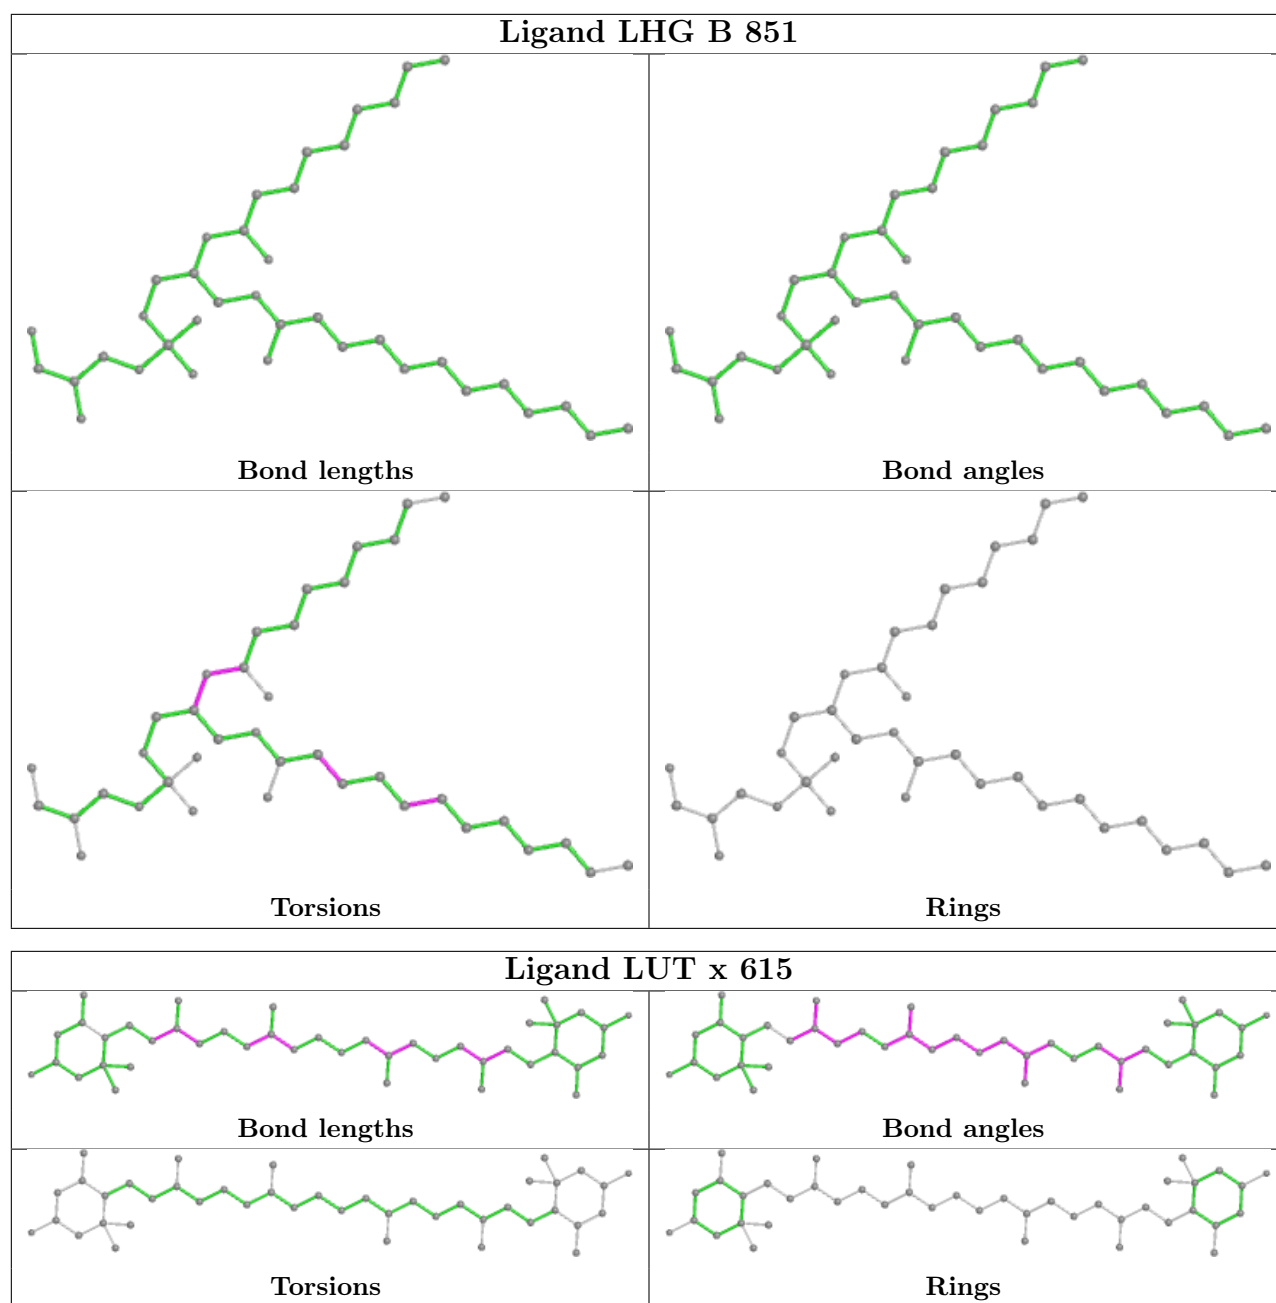 Ligand LHG B 851
Bond lengths
Bond angles
Torsions
Rings
Ligand LUT x 615
Bond lengths
Bond angles
Torsions
Rings